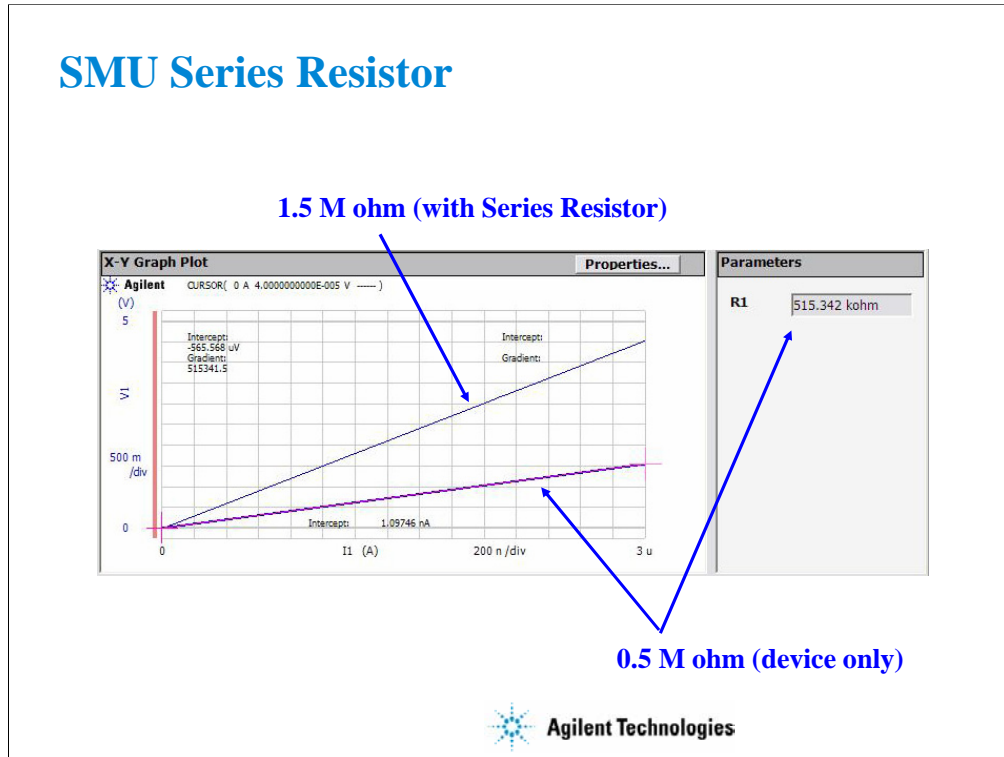 SMU Series Resistor
1.5 M ohm (with Series Resistor)
X-Y Graph Plot
Properties...
Agilent
CURSOR( 0 A 4.0000000000E-005 V ----- )
(V)
5
Intercept:
-565.568 uV
Gradient:
515341.5
Intercept:
Gradient:
V1
500 m
/div
0
Intercept: 1.09746 nA
0
I1 (A)
200 n /div
3 u
Parameters
R1
515.342 kohm
0.5 M ohm (device only)
Agilent Technologies